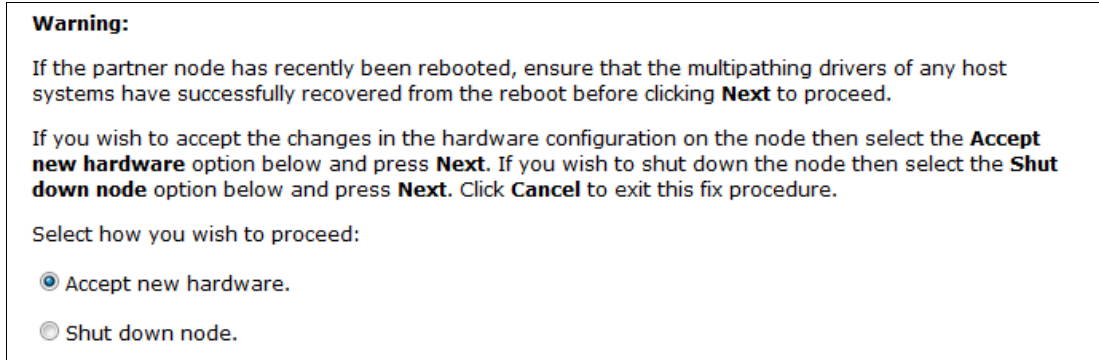 Warning:
If the partner node has recently been rebooted, ensure that the multipathing drivers of any host
systems have successfully recovered from the reboot before clicking Next to proceed.
If you wish to accept the changes in the hardware configuration on the node then select the Accept
new hardware option below and press Next. If you wish to shut down the node then select the Shut
down node option below and press Next. Click Cancel to exit this fix procedure.
Select how you wish to proceed:
Accept new hardware.
Shut down node.